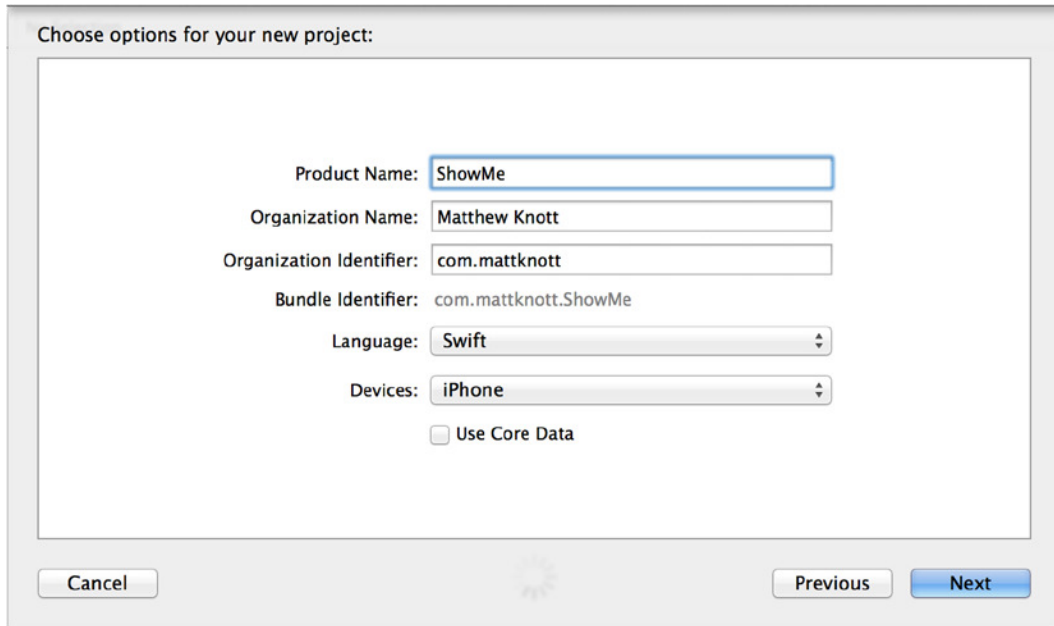 Choose options for your new project:
Product Name: ShowMe
Organization Name: Matthew Knott
Organization Identifier: com.mattknott
Bundle Identifier: com.mattknott.ShowMe
Language: Swift
Devices: iPhone
Use Core Data
Cancel Previous Next